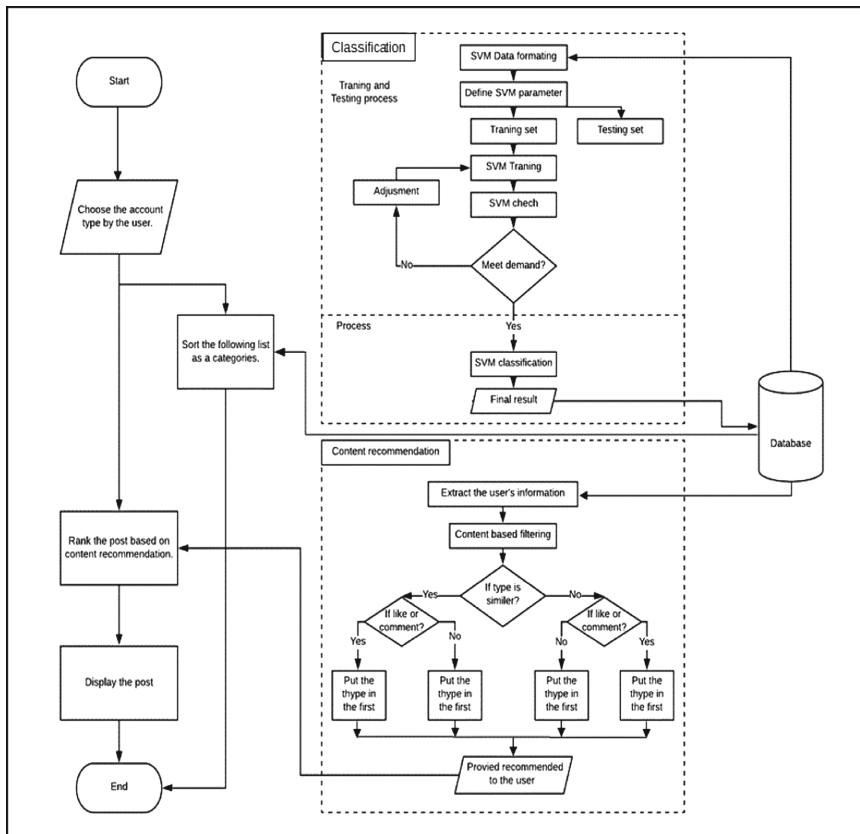 Start
Choose the account
type by the user.
Sort the following list
as a categories.
Rank the post based on
content recommendation.
Display the post
End
Classification
Traning and
Testing process
SVM Data formating
Define SVM parameter
Traning set
Testing set
SVM Traning
Adjusment
SVM chech
Meet demand?
No
Yes
Process
SVM classification
Final result
Database
Content recommendation
Extract the user's information
Content based filtering
If type is
similer?
Yes
No
If like or
comment?
If like or
comment?
Yes
No
No
Yes
Put the
thype in
the first
Put the
thype in
the first
Put the
thype in
the first
Put the
thype in
the first
Provied recommended
to the user